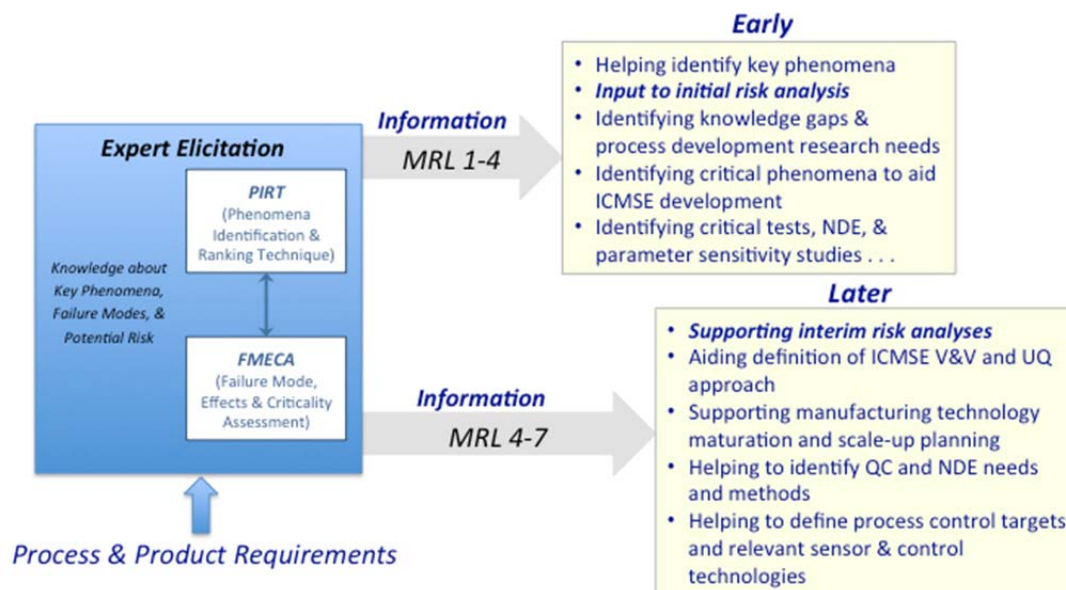 Early
• Helping identify key phenomena
• Input to initial risk analysis
• Identifying knowledge gaps &
process development research needs
• Identifying critical phenomena to aid
ICMSE development
• Identifying critical tests, NDE, &
parameter sensitivity studies . . .
Information
MRL 1-4
Expert Elicitation
PIRT
(Phenomena
Identification &
Ranking Technique)
Knowledge about
Key Phenomena,
Failure Modes, &
Potential Risk
FMECA
(Failure Mode,
Effects & Criticality
Assessment)
Information
MRL 4-7
Later
• Supporting interim risk analyses
• Aiding definition of ICMSE V&V and UQ
approach
• Supporting manufacturing technology
maturation and scale-up planning
• Helping to identify QC and NDE needs
and methods
• Helping to define process control targets
and relevant sensor & control
technologies
Process & Product Requirements